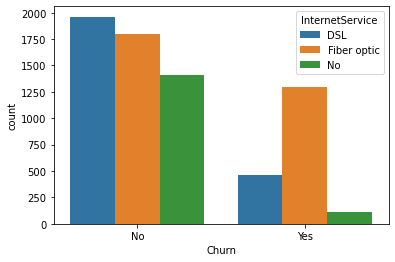 2000
1750
1500
1250
1000
750
500
250
0
count
InternetService
DSL
Fiber optic
No
No
Yes
Churn